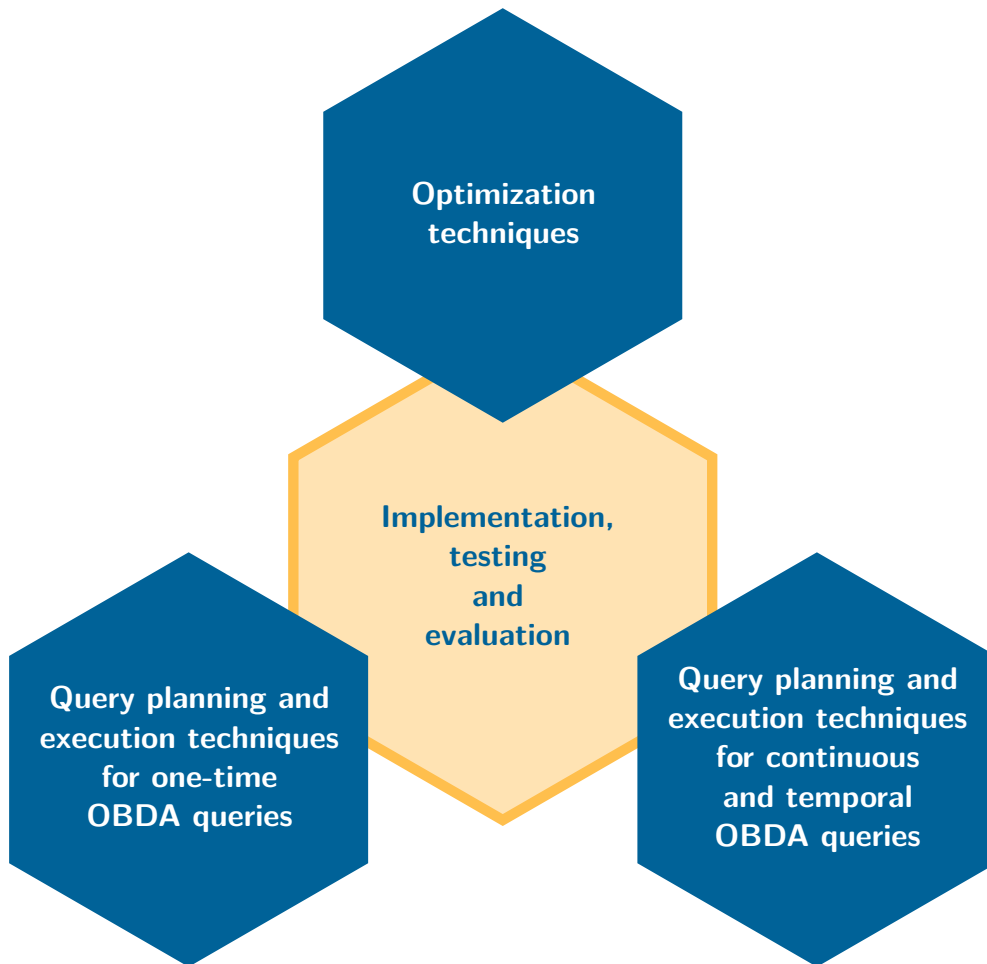 Optimization
techniques
Implementation,
testing
and
evaluation
Query planning and
execution techniques
for one-time
OBDA queries
Query planning and
execution techniques
for continuous
and temporal
OBDA queries